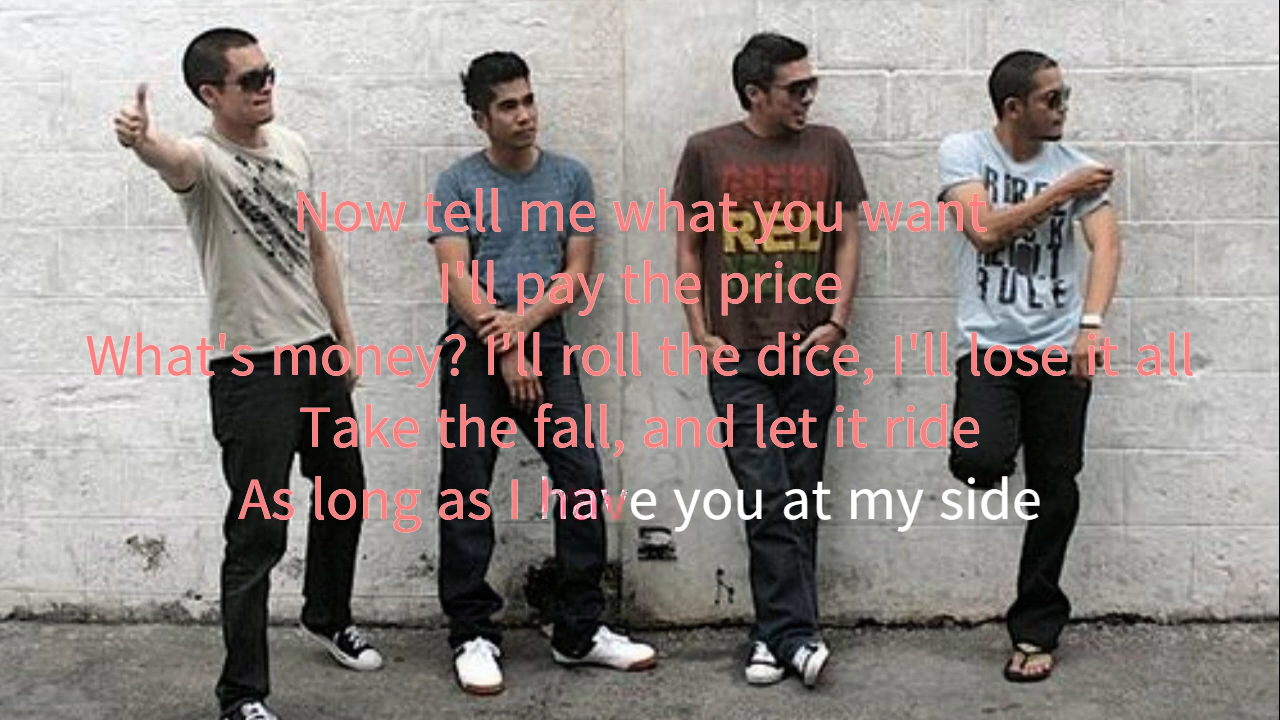 Now tell me what you want
I'll pay the price
What's money? I'll roll the dice, I'll lose it all
Take the fall, and let it ride
As long as I have you at my side
RED